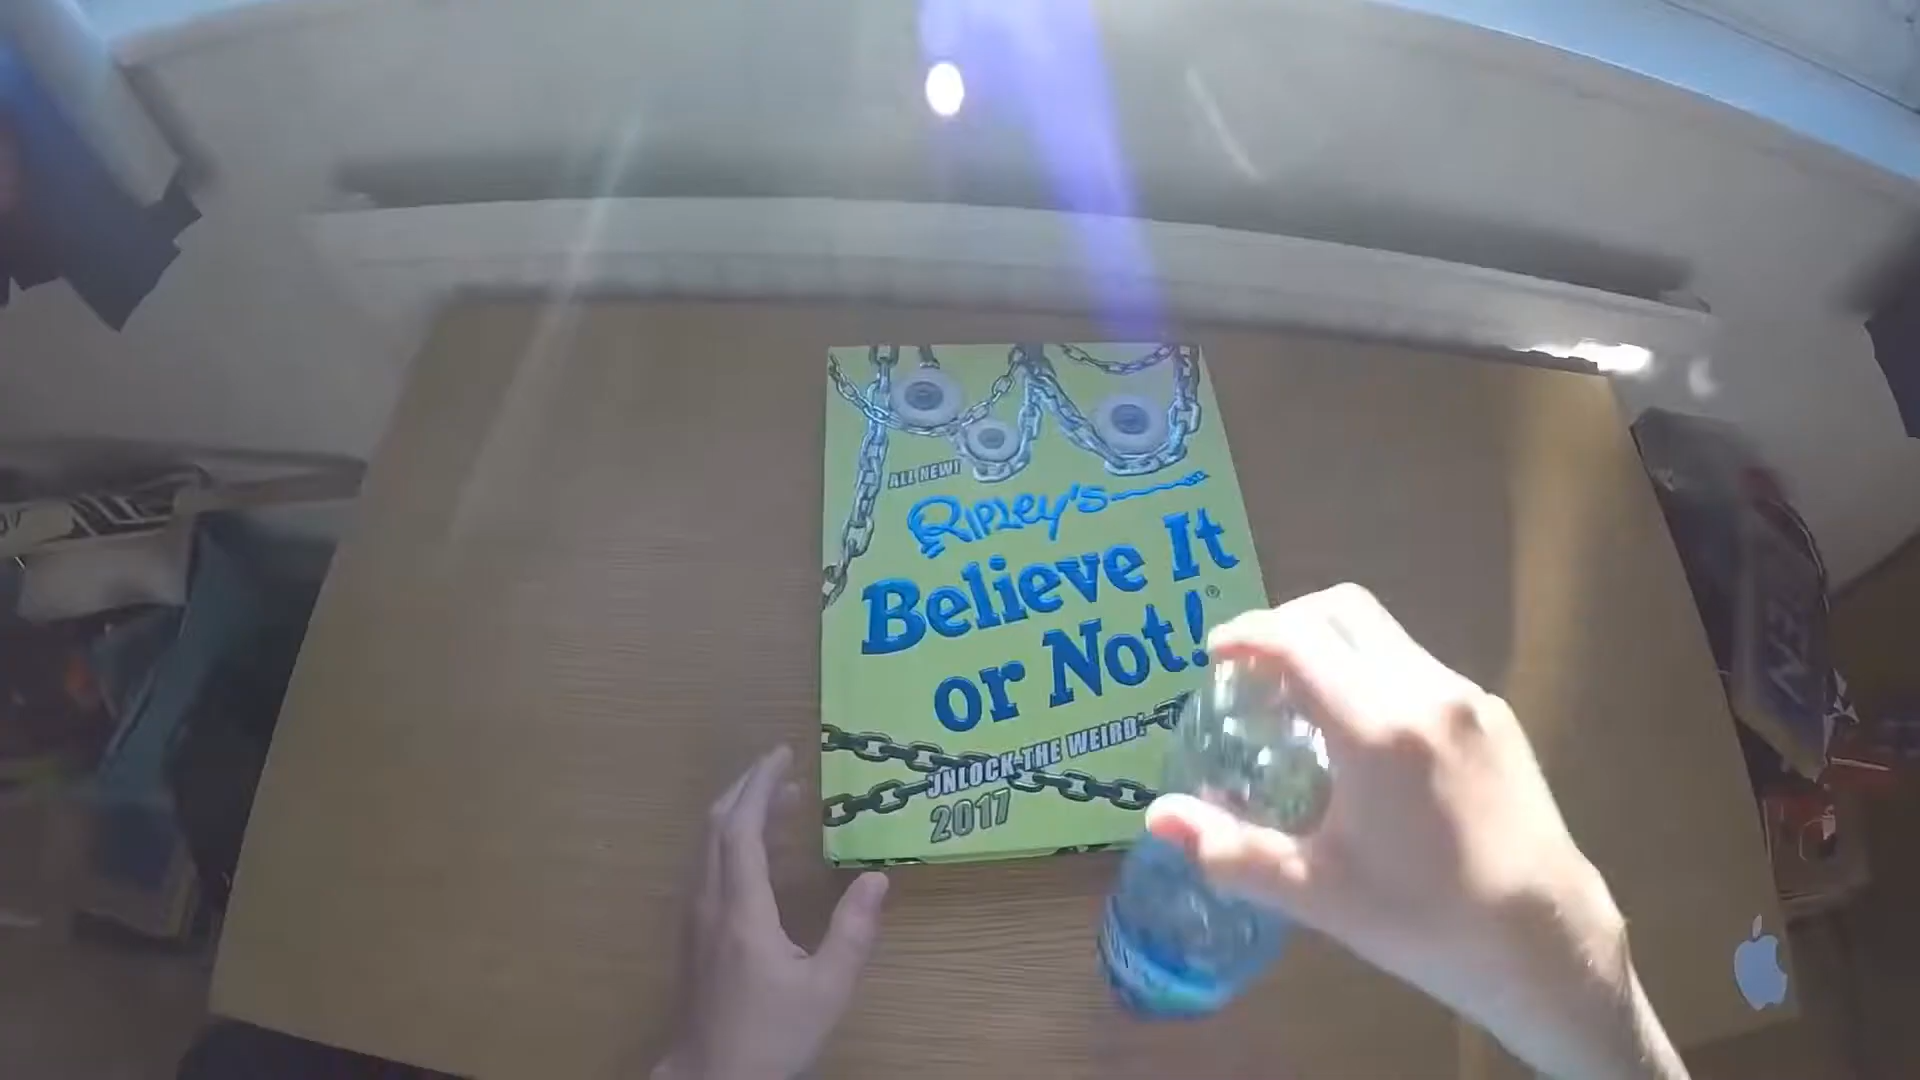 ALL NEW!
RIPLEY'S
Believe It
or Not!®
UNLOCK THE WEIRD!
2017